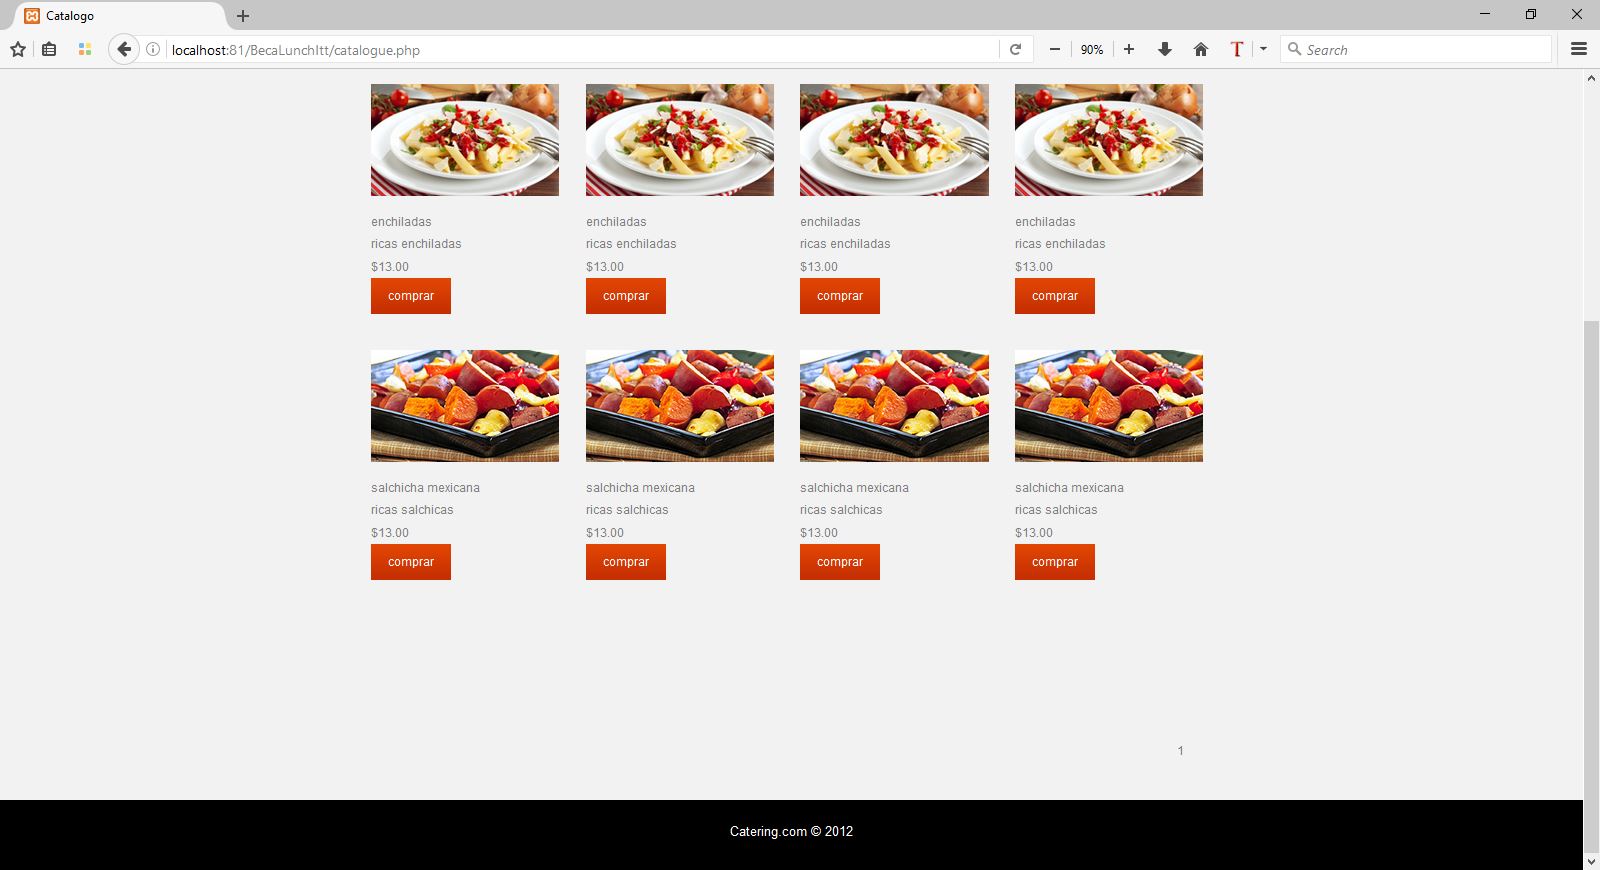 Catalogo
localhost:81/BecaLunchItt/catalogue.php
90%
T
Search
enchiladas enchiladas enchiladas enchiladas
ricas enchiladas ricas enchiladas ricas enchiladas ricas enchiladas
$13.00 $13.00 $13.00 $13.00
comprar comprar comprar comprar
salchicha mexicana salchicha mexicana salchicha mexicana salchicha mexicana
ricas salchicas ricas salchicas ricas salchicas ricas salchicas
$13.00 $13.00 $13.00 $13.00
comprar comprar comprar comprar
1
Catering.com © 2012